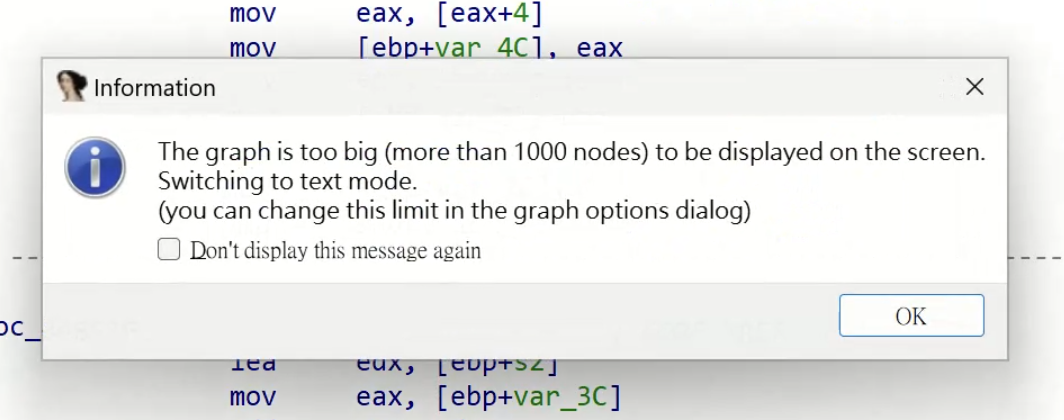 mov eax, [eax+4]
mov [ebp+var_4C], eax
Information
The graph is too big (more than 1000 nodes) to be displayed on the screen.
Switching to text mode.
(you can change this limit in the graph options dialog)
Don't display this message again
OK
oc_
lea edx, [ebp+s2]
mov eax, [ebp+var_3C]